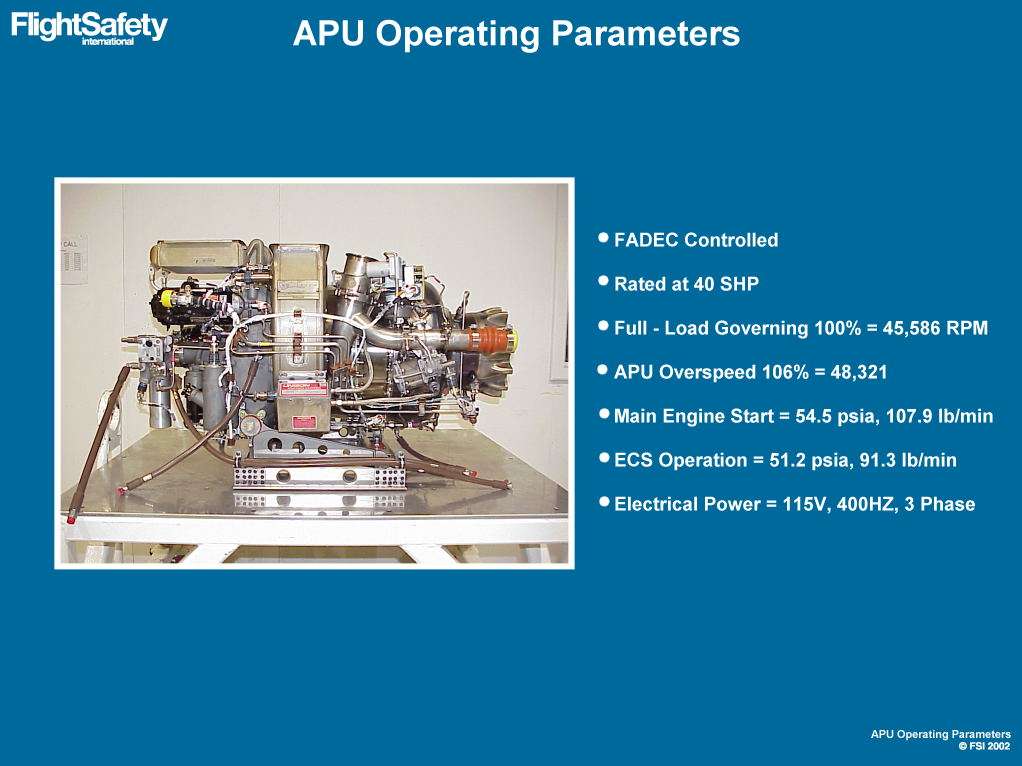 FlightSafety
international
APU Operating Parameters
CALL
FADEC Controlled
Rated at 40 SHP
Full - Load Governing 100% = 45,586 RPM
APU Overspeed 106% = 48,321
Main Engine Start = 54.5 psia, 107.9 lb/min
ECS Operation = 51.2 psia, 91.3 lb/min
Electrical Power = 115V, 400HZ, 3 Phase
APU Operating Parameters
© FSI 2002